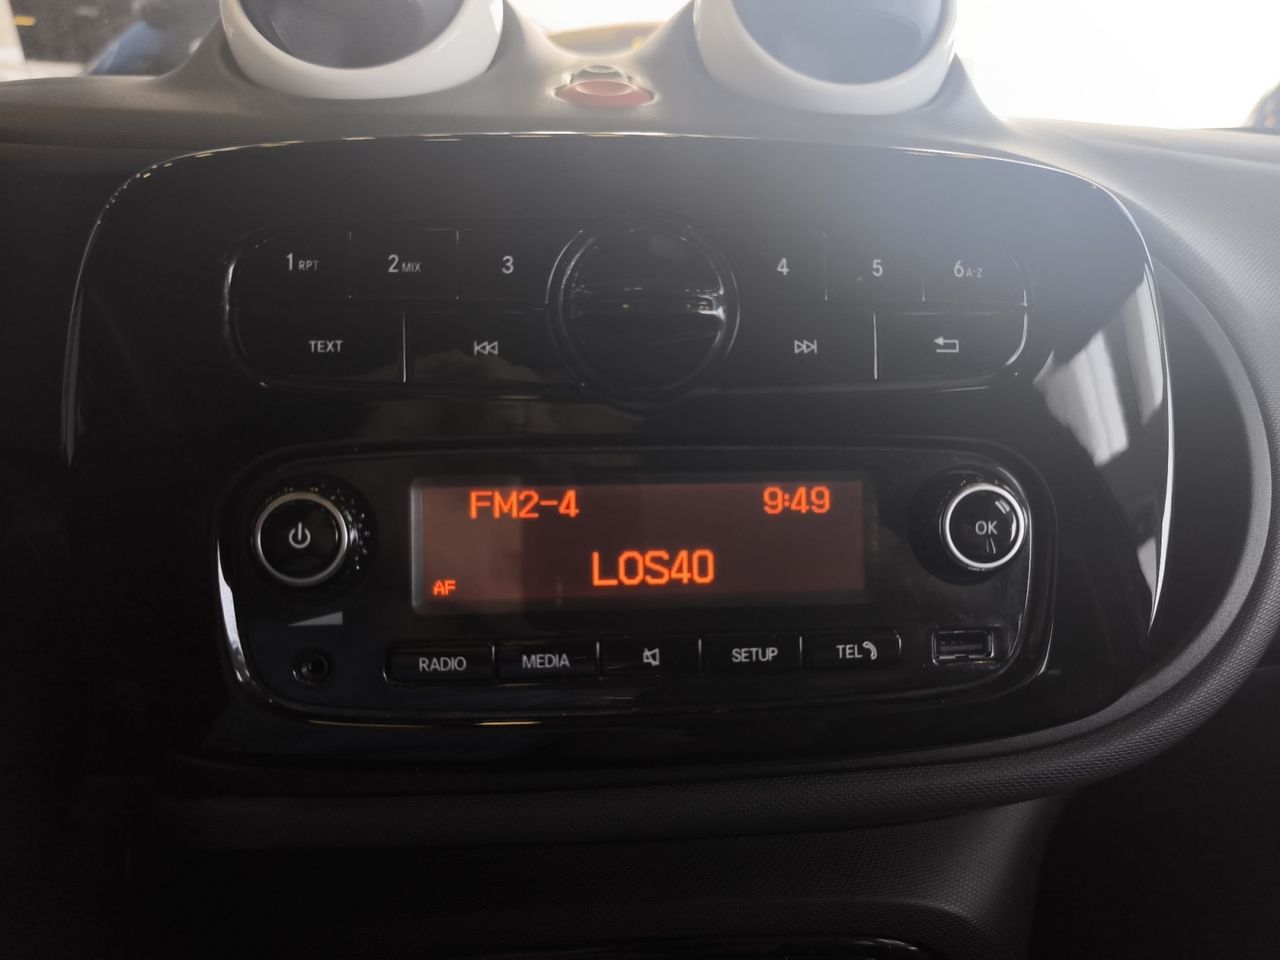 1 RPT 2 MIX 3 4 5 6 A-Z
TEXT
FM2-4 9:49
LOS40
AF
OK
RADIO MEDIA SETUP TEL